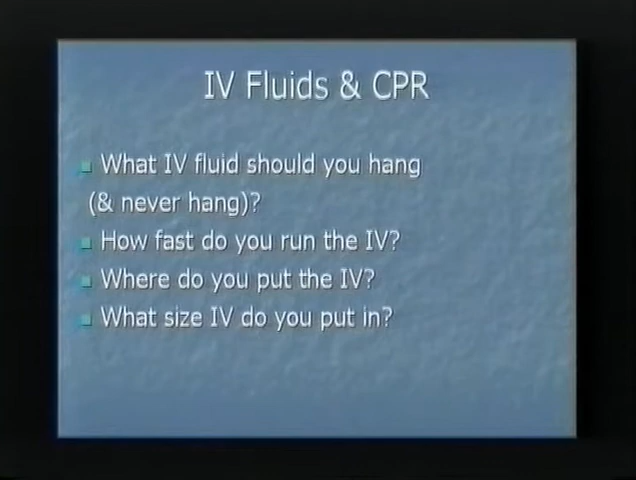 IV Fluids & CPR
What IV fluid should you hang
(& never hang)?
How fast do you run the IV?
Where do you put the IV?
What size IV do you put in?